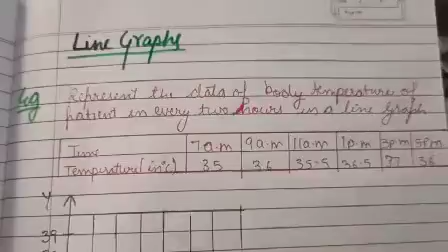 Line Graphs
Eg Represent the data of body temperature of
patient in every two hours in a line graph
Time 7a.m 9a.m 11a.m 1p.m 3pm 5pm
Temperature(in°C) 35 36 35.5 36.5 37 36
Y
39